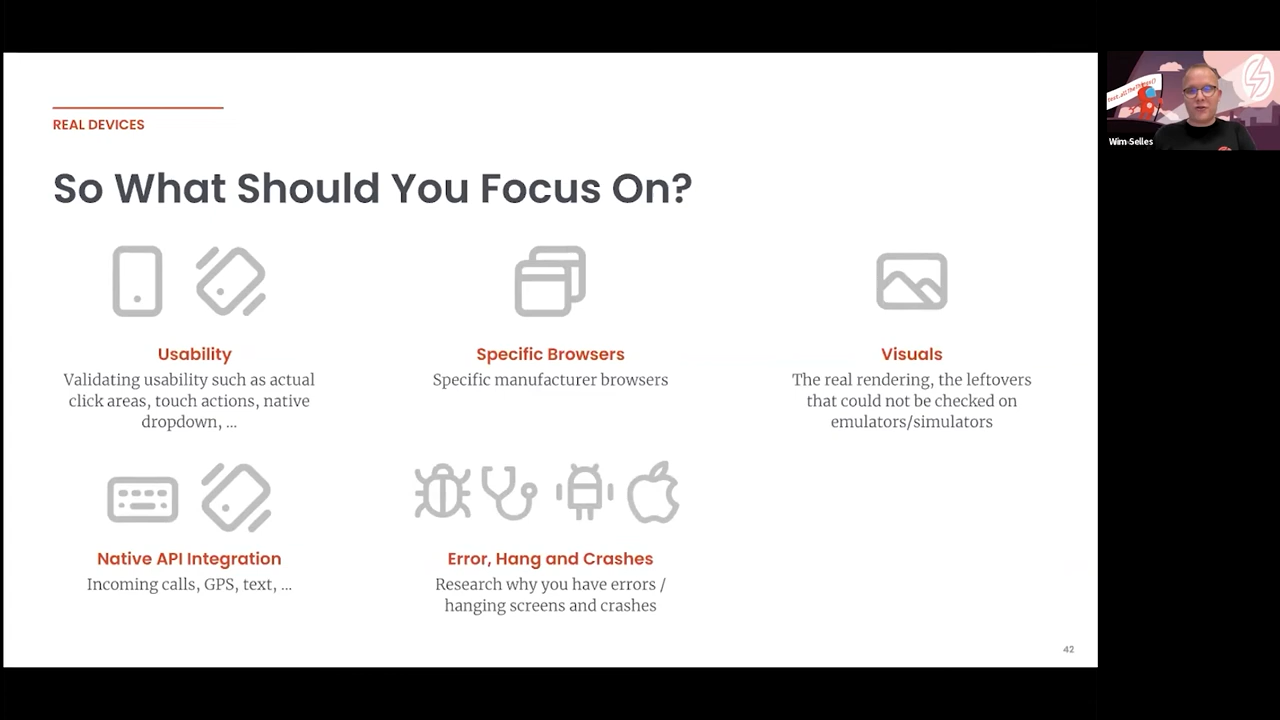 REAL DEVICES
So What Should You Focus On?
Usability
Validating usability such as actual
click areas, touch actions, native
dropdown, ...
Specific Browsers
Specific manufacturer browsers
Visuals
The real rendering, the leftovers
that could not be checked on
emulators/simulators
Native API Integration
Incoming calls, GPS, text, ...
Error, Hang and Crashes
Research why you have errors /
hanging screens and crashes
42
Wim Selles